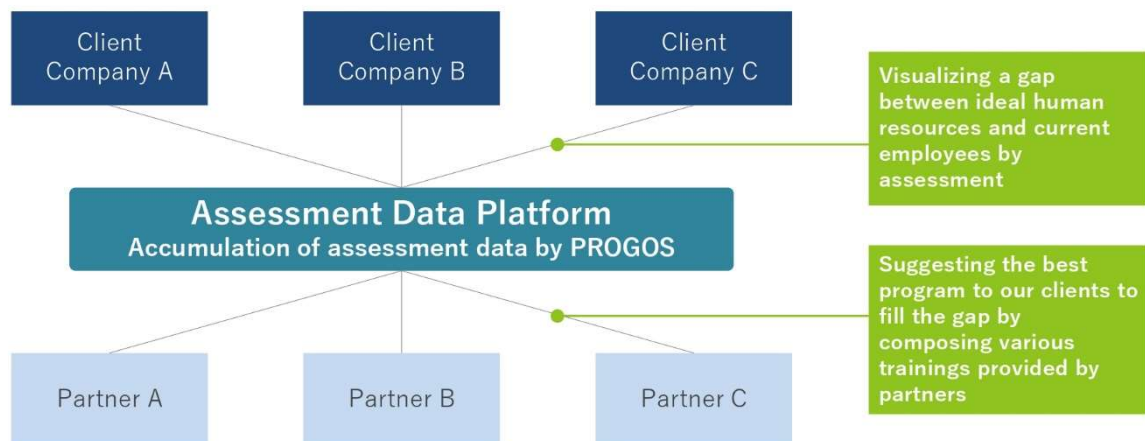 Client
Company A
Client
Company B
Client
Company C
Visualizing a gap
between ideal human
resources and current
employees by
assessment
Assessment Data Platform
Accumulation of assessment data by PROGOS
Suggesting the best
program to our clients to
fill the gap by
composing various
trainings provided by
partners
Partner A
Partner B
Partner C